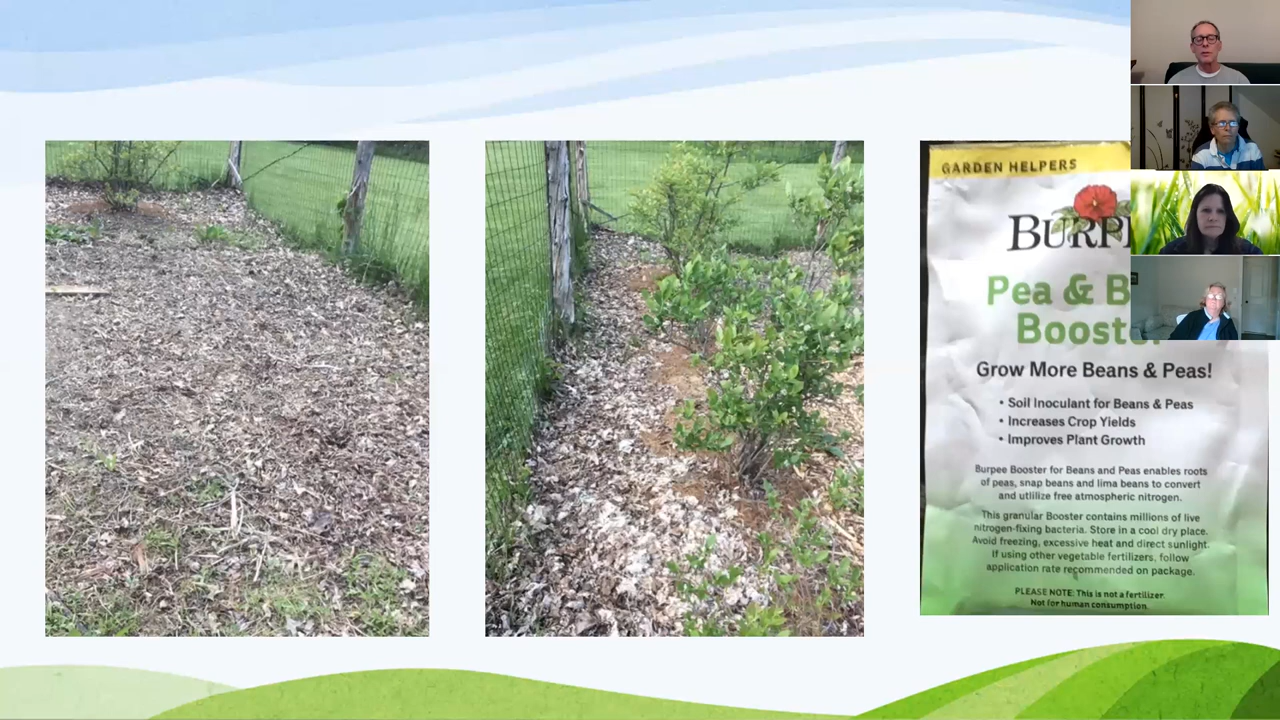 GARDEN HELPERS
Pea & B
Booster
Grow More Beans & Peas!
• Soil Inoculant for Beans & Peas
• Increases Crop Yields
• Improves Plant Growth
Burpee Booster for Beans and Peas enables roots
of peas, snap beans and lima beans to convert
and utlilize free atmospheric nitrogen.
This granular Booster contains millions of live
nitrogen-fixing bacteria. Store in a cool dry place.
Avoid freezing, excessive heat and direct sunlight.
If using other vegetable fertilizers, follow
application rate recommended on package.
PLEASE NOTE: This is not a fertilizer.
Not for human consumption.